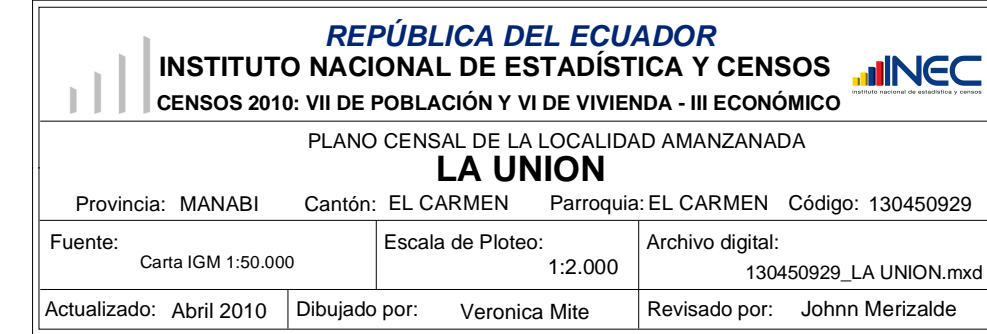 REPÚBLICA DEL ECUADOR
INSTITUTO NACIONAL DE ESTADÍSTICA Y CENSOS
INEC
instituto nacional de estadística y censos
CENSOS 2010: VII DE POBLACIÓN Y VI DE VIVIENDA - III ECONÓMICO
PLANO CENSAL DE LA LOCALIDAD AMANZANADA
LA UNION
Provincia: MANABI Cantón: EL CARMEN Parroquia: EL CARMEN Código: 130450929
Fuente: Escala de Ploteo: Archivo digital:
Carta IGM 1:50.000 1:2.000 130450929_LA UNION.mxd
Actualizado: Abril 2010 Dibujado por: Veronica Mite Revisado por: Johnn Merizalde